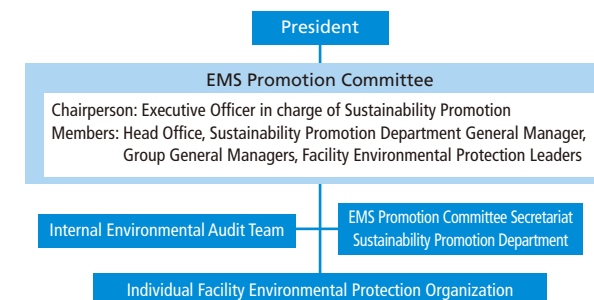 President
EMS Promotion Committee
Chairperson: Executive Officer in charge of Sustainability Promotion
Members: Head Office, Sustainability Promotion Department General Manager,
Group General Managers, Facility Environmental Protection Leaders
Internal Environmental Audit Team
EMS Promotion Committee Secretariat
Sustainability Promotion Department
Individual Facility Environmental Protection Organization